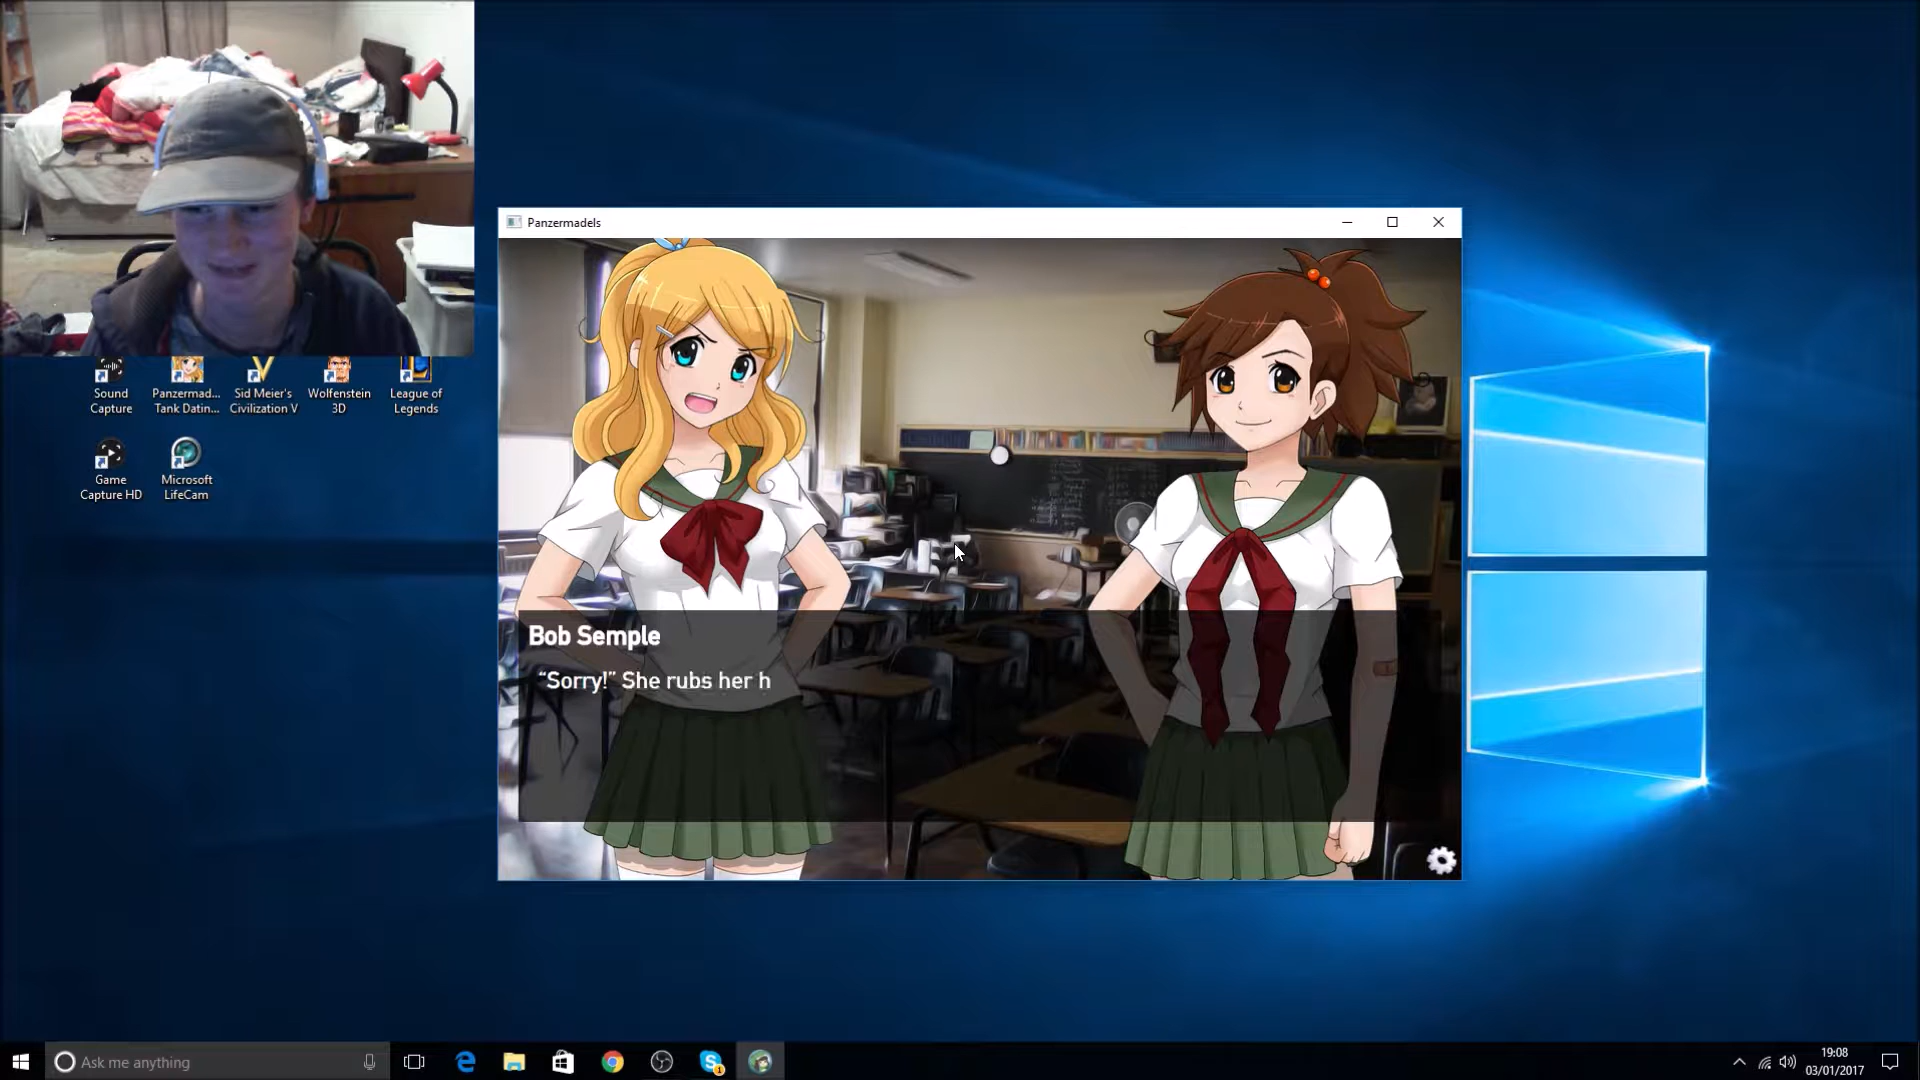 Panzermadels
Sound
Capture
Panzermad...
Tank Datin...
Sid Meier's
Civilization V
Wolfenstein
3D
League of
Legends
Game
Capture HD
Microsoft
LifeCam
Bob Semple
“Sorry!” She rubs her h
Ask me anything
19:08
03/01/2017